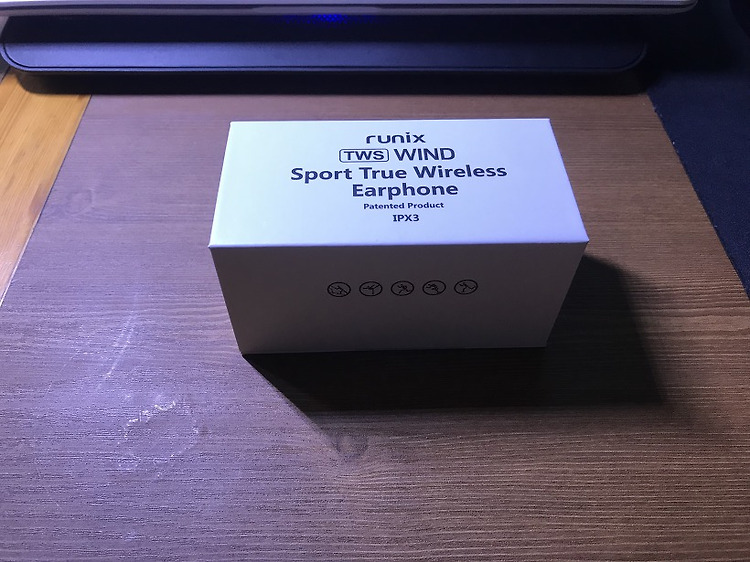 runix
TWS WIND
Sport True Wireless
Earphone
Patented Product
IPX3